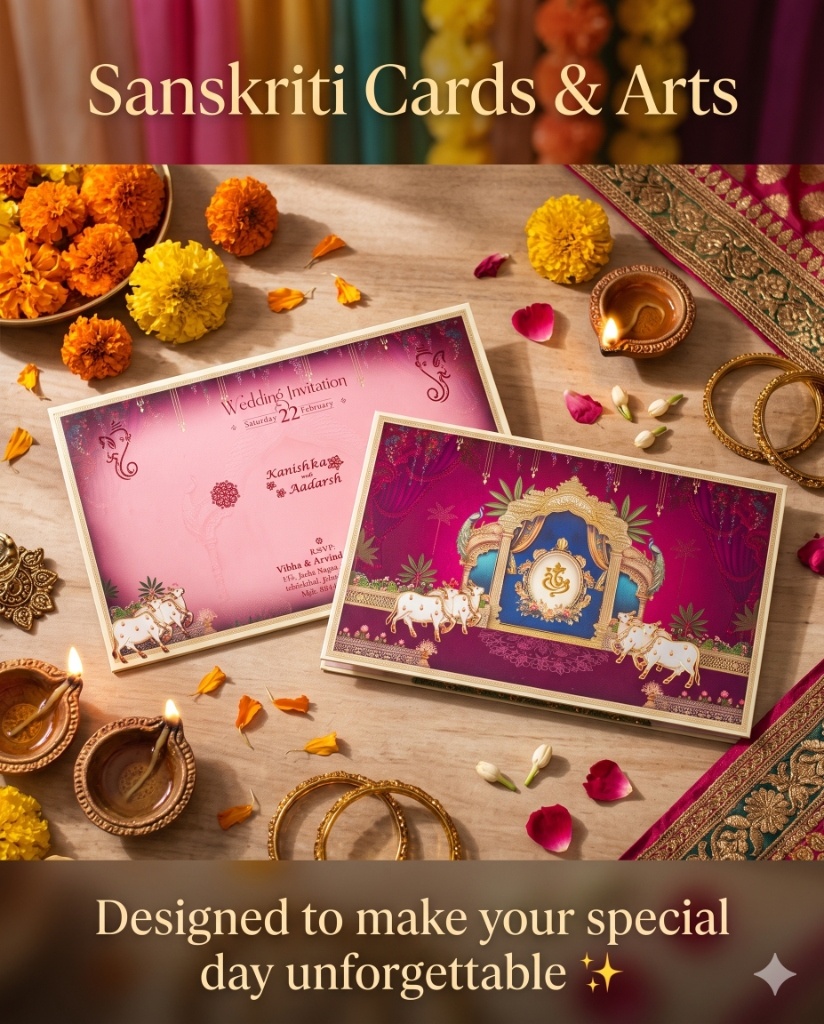 Sanskriti Cards & Arts
Wedding Invitation
Saturday 22 February
Kanishka
with
Aadarsh
RSVP:
Vibha & Arvind
Designed to make your special
day unforgettable ✨